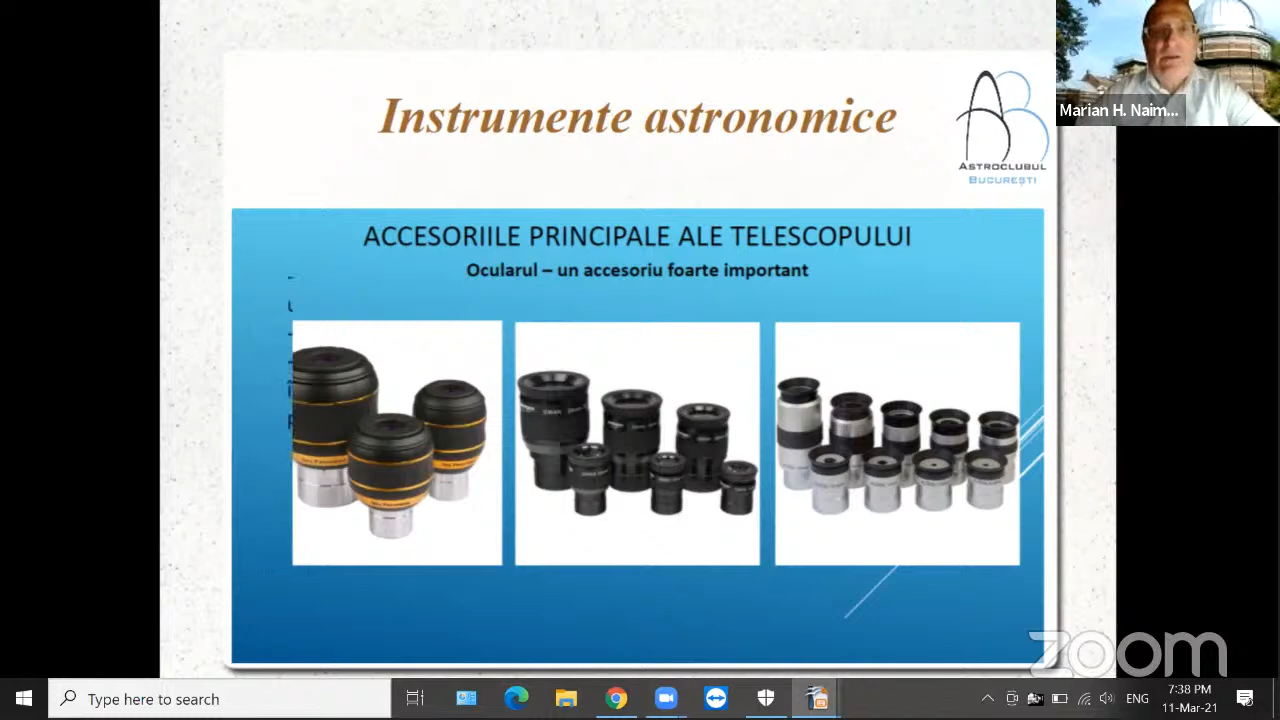 Instrumente astronomice
ASTROCLUBUL
BUCUREȘTI
Marian H. Naim...
ACCESORIILE PRINCIPALE ALE TELESCOPULUI
Ocularul – un accesoriu foarte important
zoom
Type here to search
ENG
7:38 PM
11-Mar-21